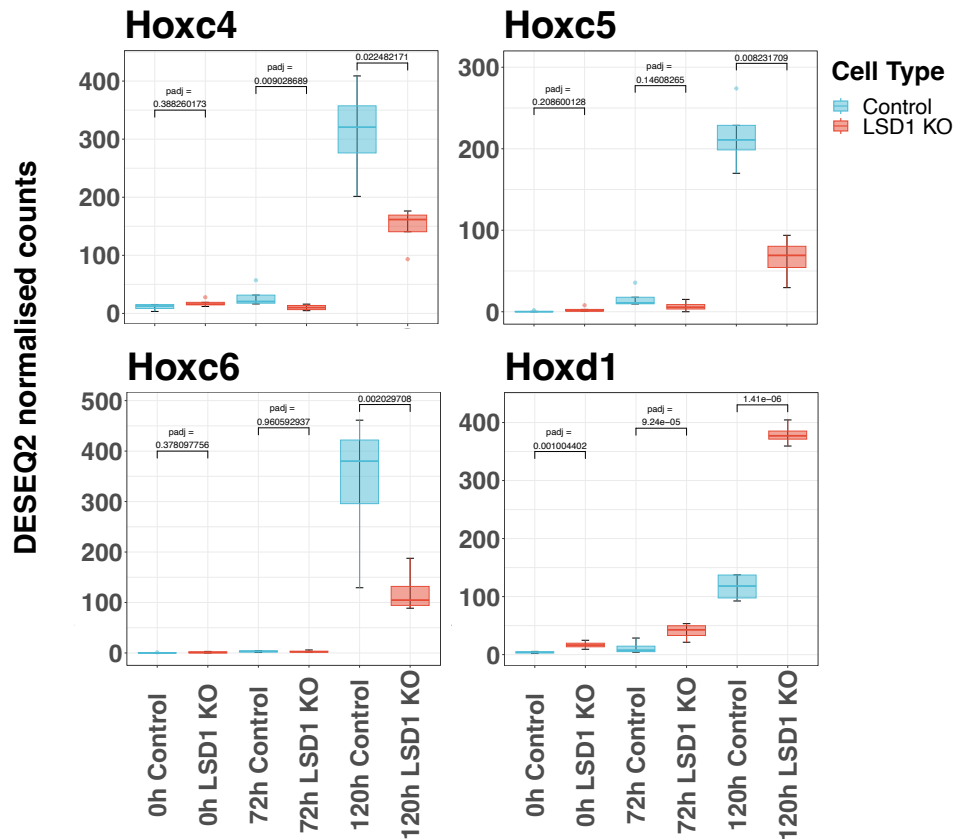 Hoxc4
Hoxc5
DESEQ2 normalised counts
400
300
200
100
0
padj =
0.388260173
padj =
0.009028689
0.022482171
300
200
100
0
padj =
0.208600128
padj =
0.14608265
0.008231709
Cell Type
Control
LSD1 KO
Hoxc6
Hoxd1
500
400
300
200
100
0
padj =
0.378097756
padj =
0.960592937
0.002029708
400
300
200
100
0
padj =
0.001004402
padj =
9.24e−05
1.41e−06
0h Control
0h LSD1 KO
72h Control
72h LSD1 KO
120h Control
120h LSD1 KO
0h Control
0h LSD1 KO
72h Control
72h LSD1 KO
120h Control
120h LSD1 KO